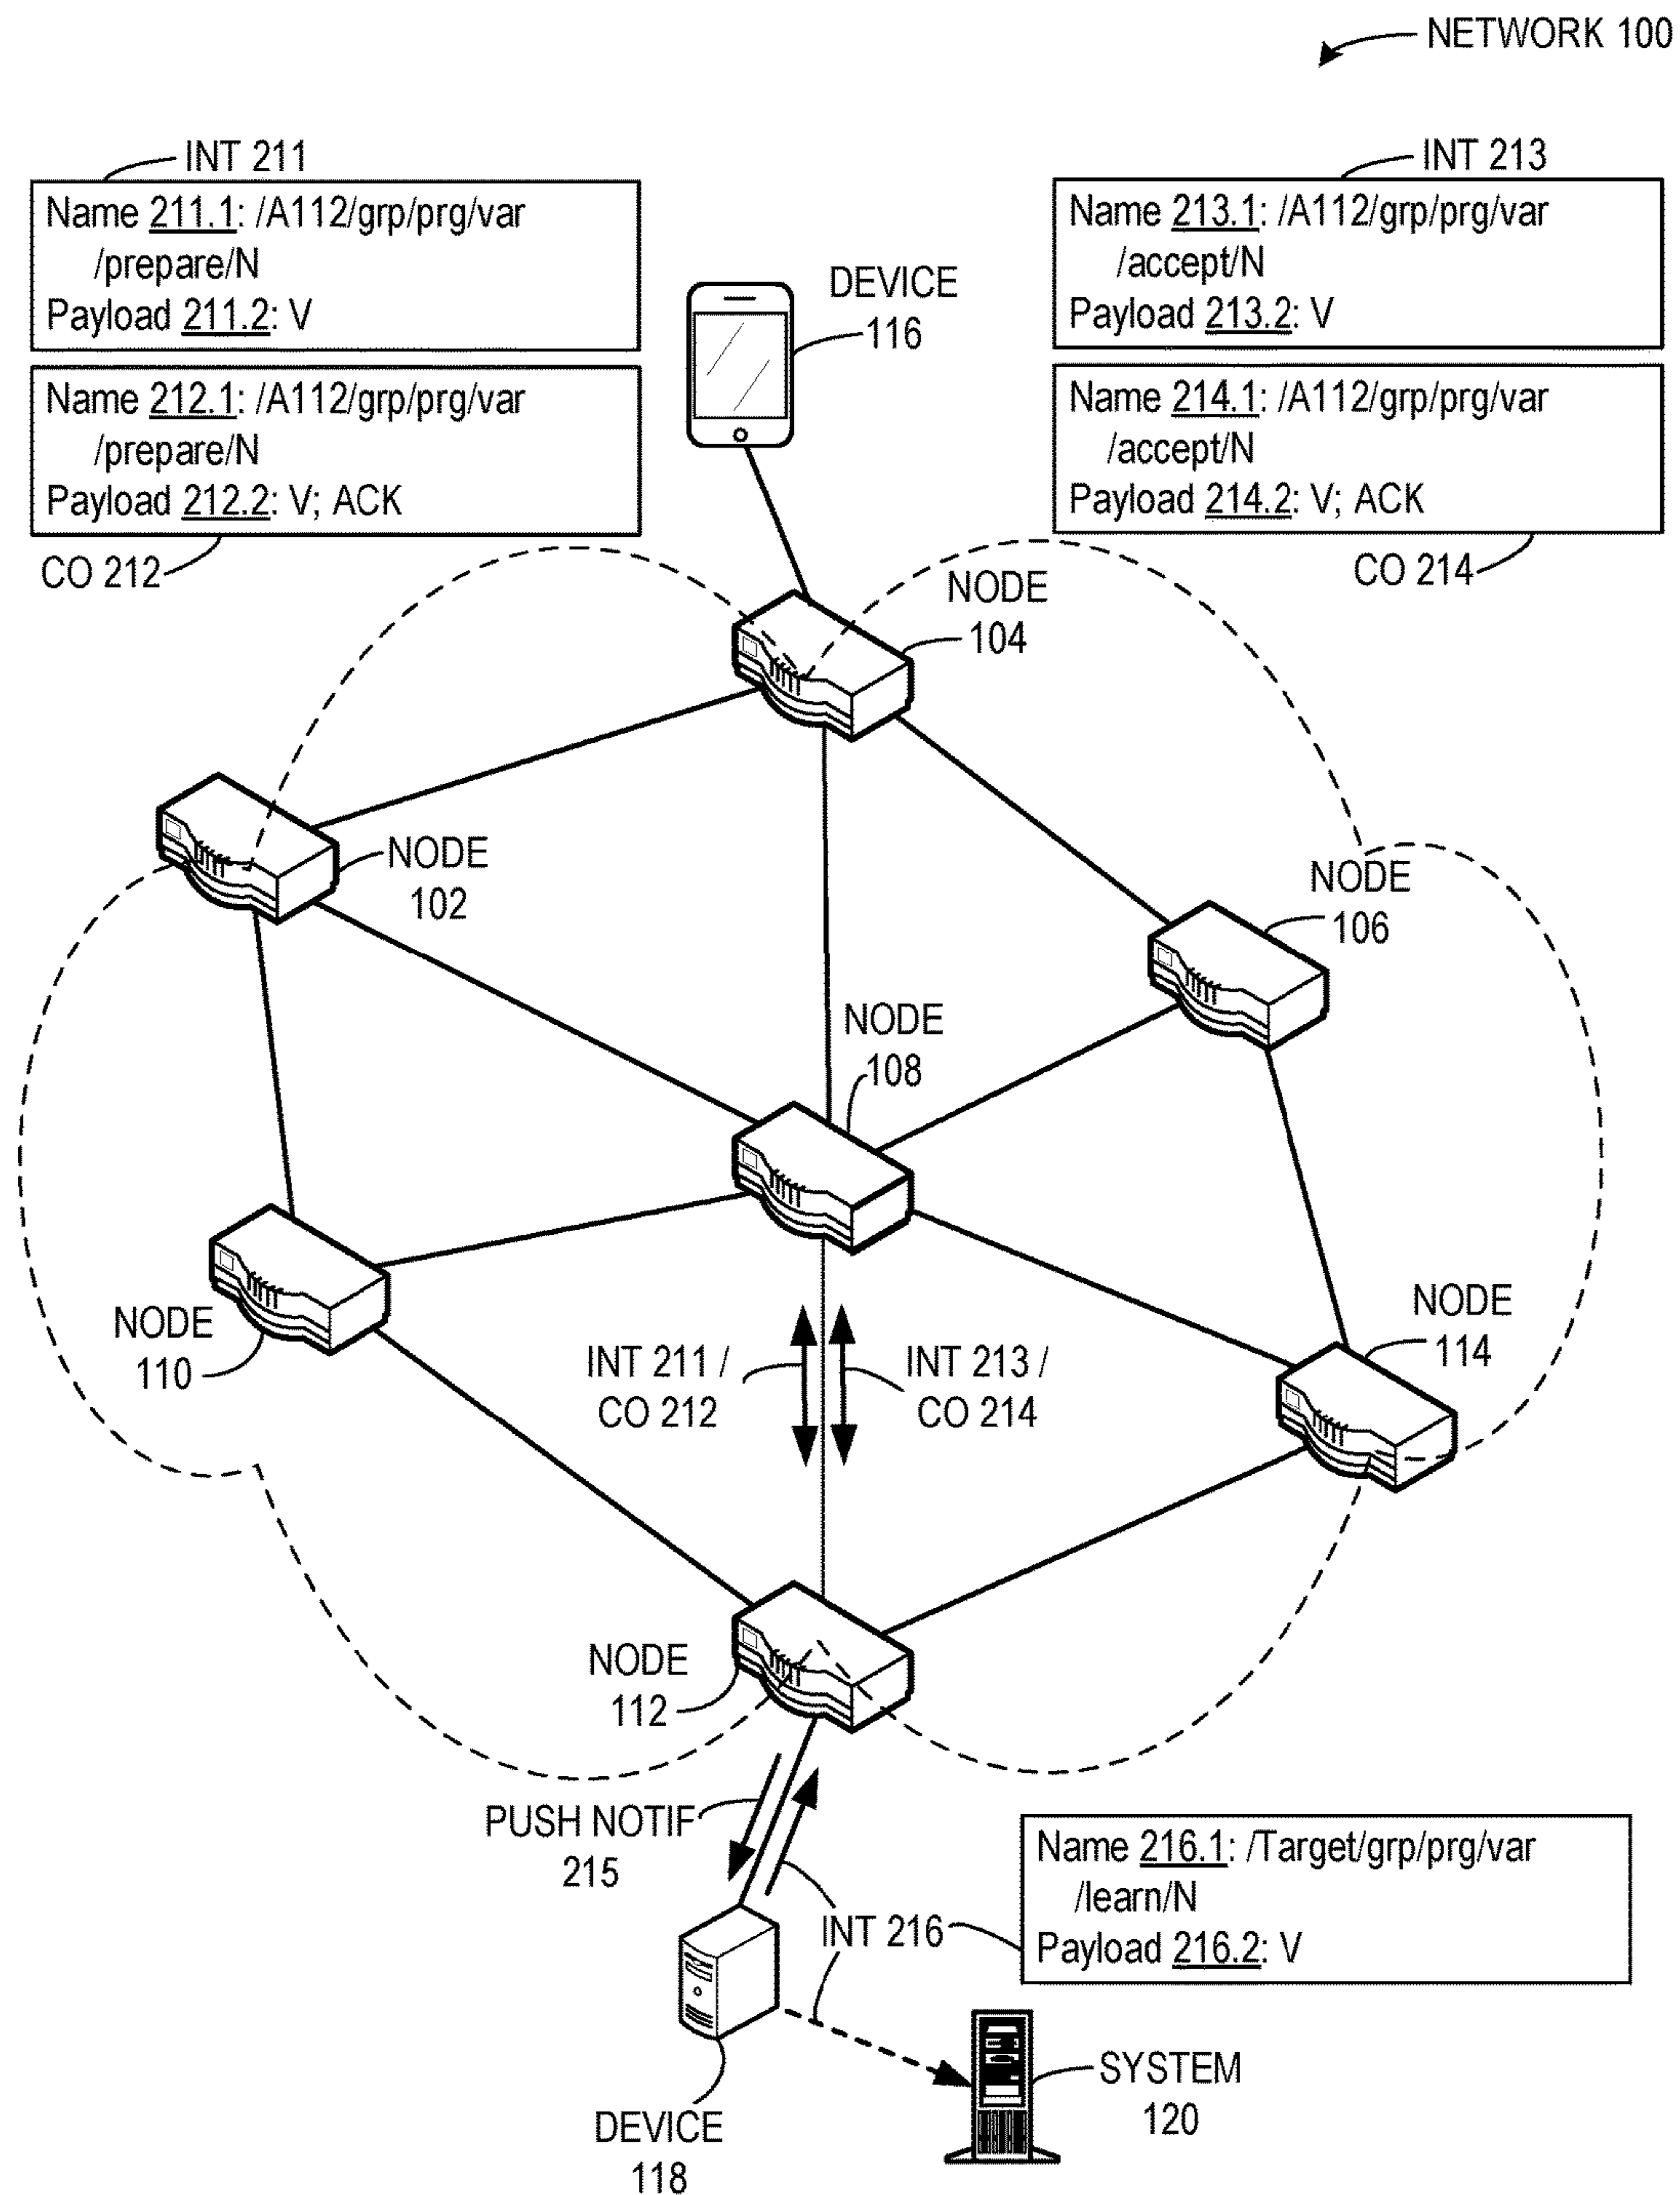 NETWORK 100
INT 211
Name 211.1: /A112/grp/prg/var
/prepare/N
Payload 211.2: V
Name 212.1: /A112/grp/prg/var
/prepare/N
Payload 212.2: V; ACK
CO 212
INT 213
Name 213.1: /A112/grp/prg/var
/accept/N
Payload 213.2: V
Name 214.1: /A112/grp/prg/var
/accept/N
Payload 214.2: V; ACK
CO 214
DEVICE
116
NODE
104
NODE
102
NODE
106
NODE
108
NODE
110
INT 211 /
CO 212
INT 213 /
CO 214
NODE
114
NODE
112
PUSH NOTIF
215
INT 216
Name 216.1: /Target/grp/prg/var
/learn/N
Payload 216.2: V
DEVICE
118
SYSTEM
120